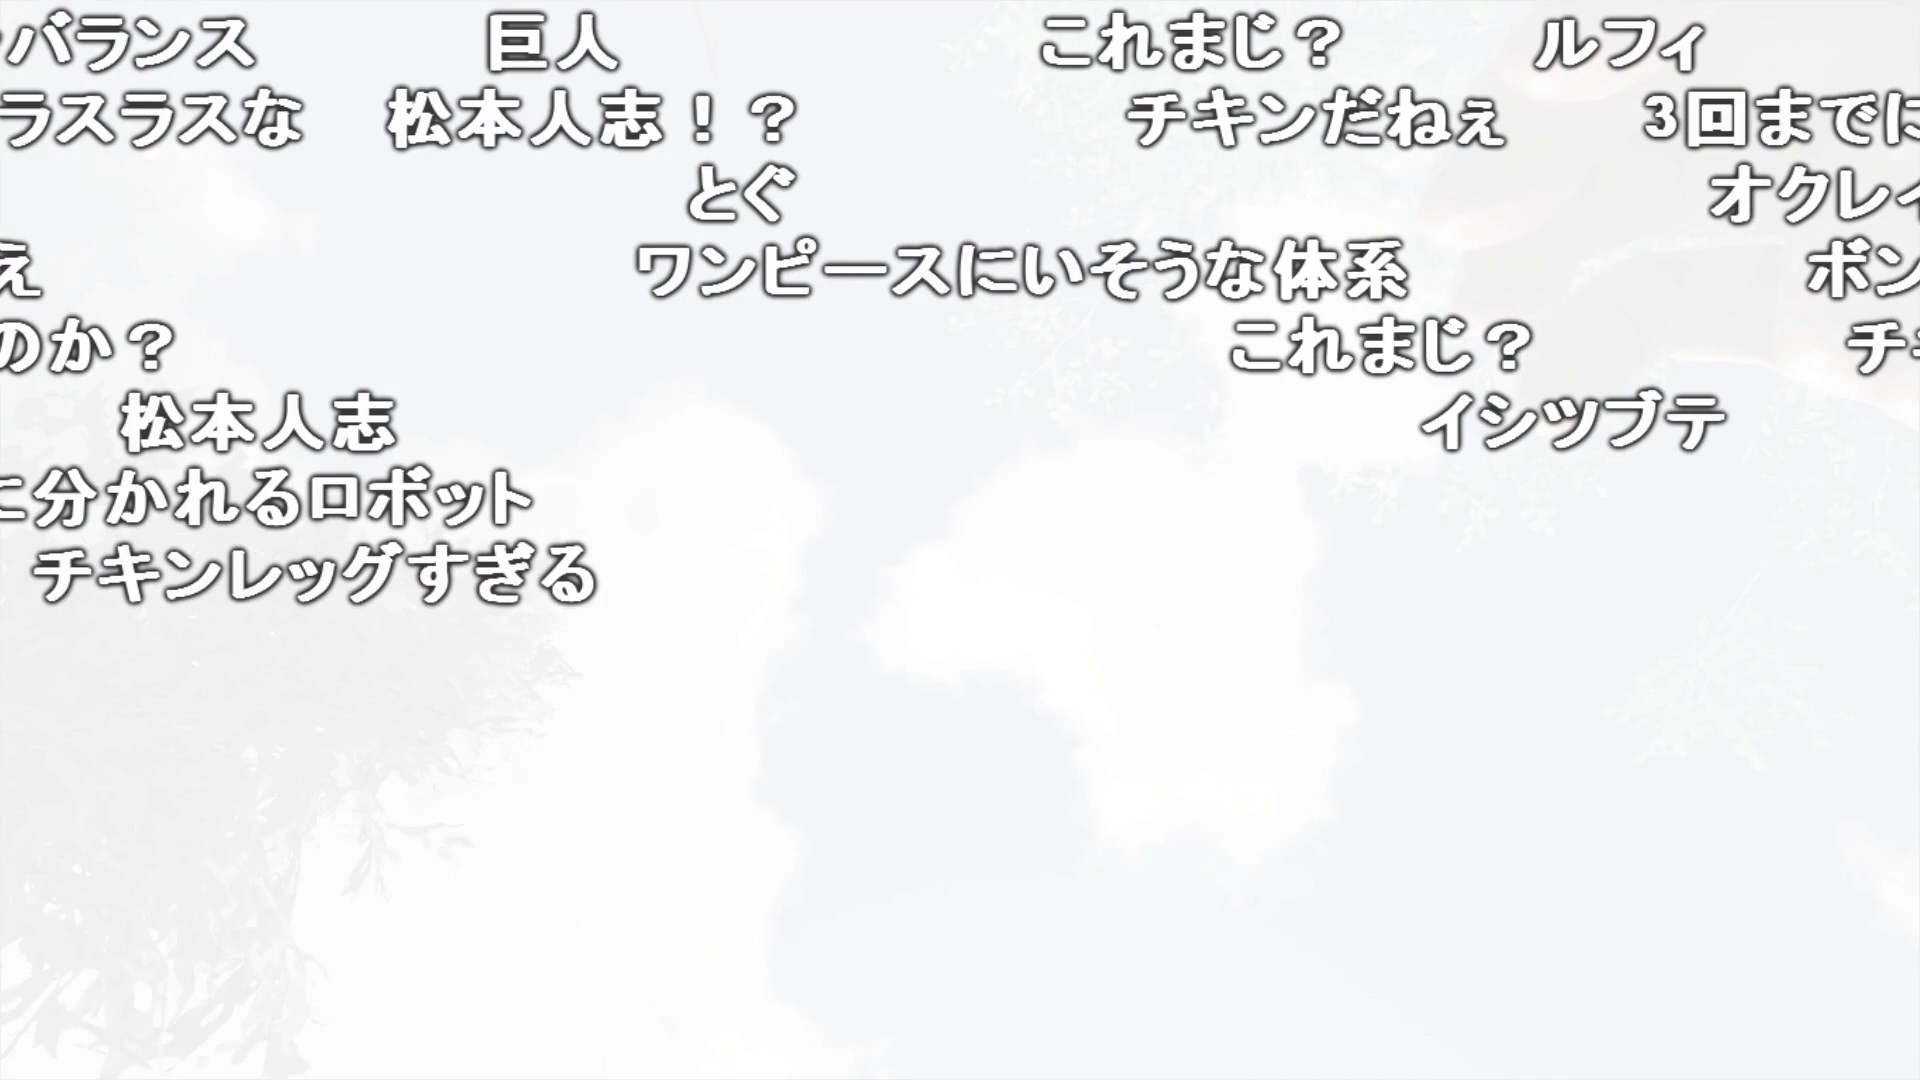 バランス 巨人 これまじ？ ルフィ
ラスラスな 松本人志！？ チキンだねぇ 3回までに
とぐ オクレイ
え ワンピースにいそうな体系 ボン
のか？ これまじ？ チキ
松本人志 イシツブテ
に分かれるロボット
チキンレッグすぎる